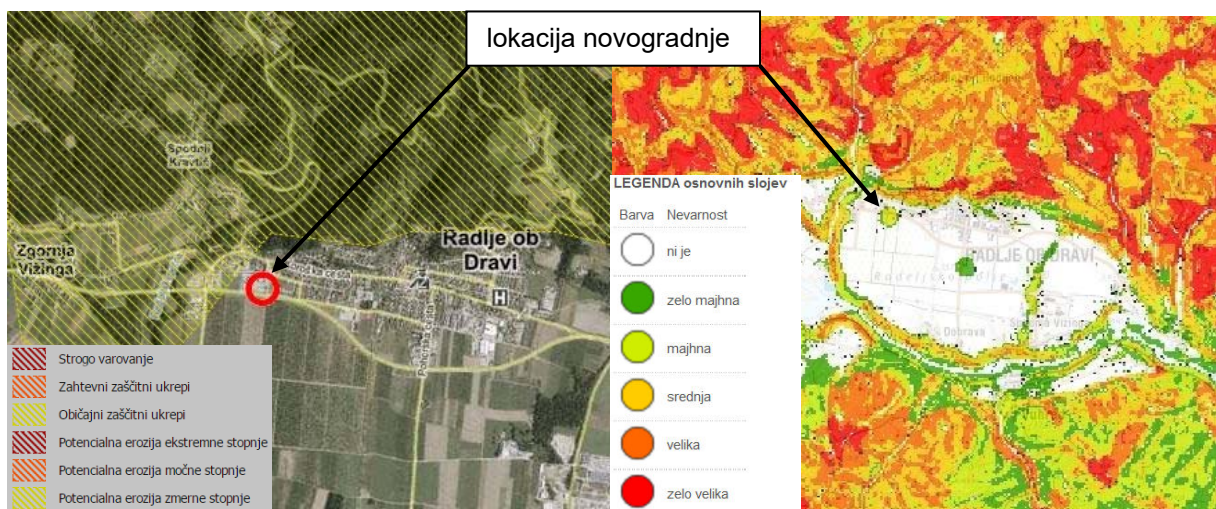 lokacija novogradnje
Spodnji
Kravtič
Zgornja
Vižinga
Radlje ob
Dravi
H
Strogo varovanje
Zahtevni zaščitni ukrepi
Običajni zaščitni ukrepi
Potencialna erozija ekstremne stopnje
Potencialna erozija močne stopnje
Potencialna erozija zmerne stopnje
LEGENDA osnovnih slojev
Barva Nevarnost
ni je
zelo majhna
majhna
srednja
velika
zelo velika
RADLJE OB DRAVI
Dobrava